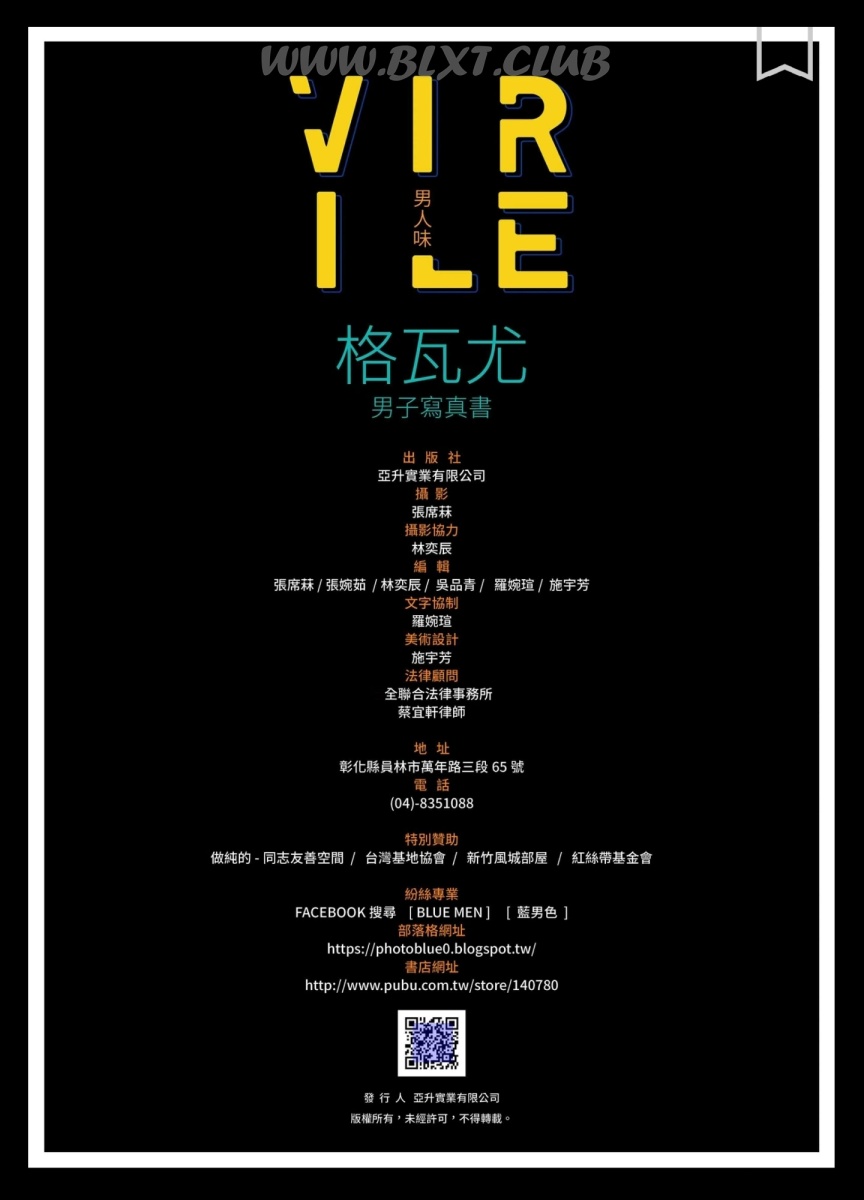 WWW.BLXT.CLUB
VIR
ILE
男人味
格瓦尤
男子寫真書
出 版 社
亞升實業有限公司
攝 影
張席菻
攝影協力
林奕辰
編 輯
張席菻 / 張婉茹 / 林奕辰 / 吳品青 / 羅婉瑄 / 施宇芳
文字協制
羅婉瑄
美術設計
施宇芳
法律顧問
全聯合法律事務所
蔡宜軒律師
地 址
彰化縣員林市萬年路三段 65 號
電 話
(04)-8351088
特別贊助
做純的 - 同志友善空間 / 台灣基地協會 / 新竹風城部屋 / 紅絲帶基金會
紛絲專業
FACEBOOK 搜尋 [ BLUE MEN ] [ 藍男色 ]
部落格網址
https://photoblue0.blogspot.tw/
書店網址
http://www.pubu.com.tw/store/140780
發 行 人 亞升實業有限公司
版權所有，未經許可，不得轉載。